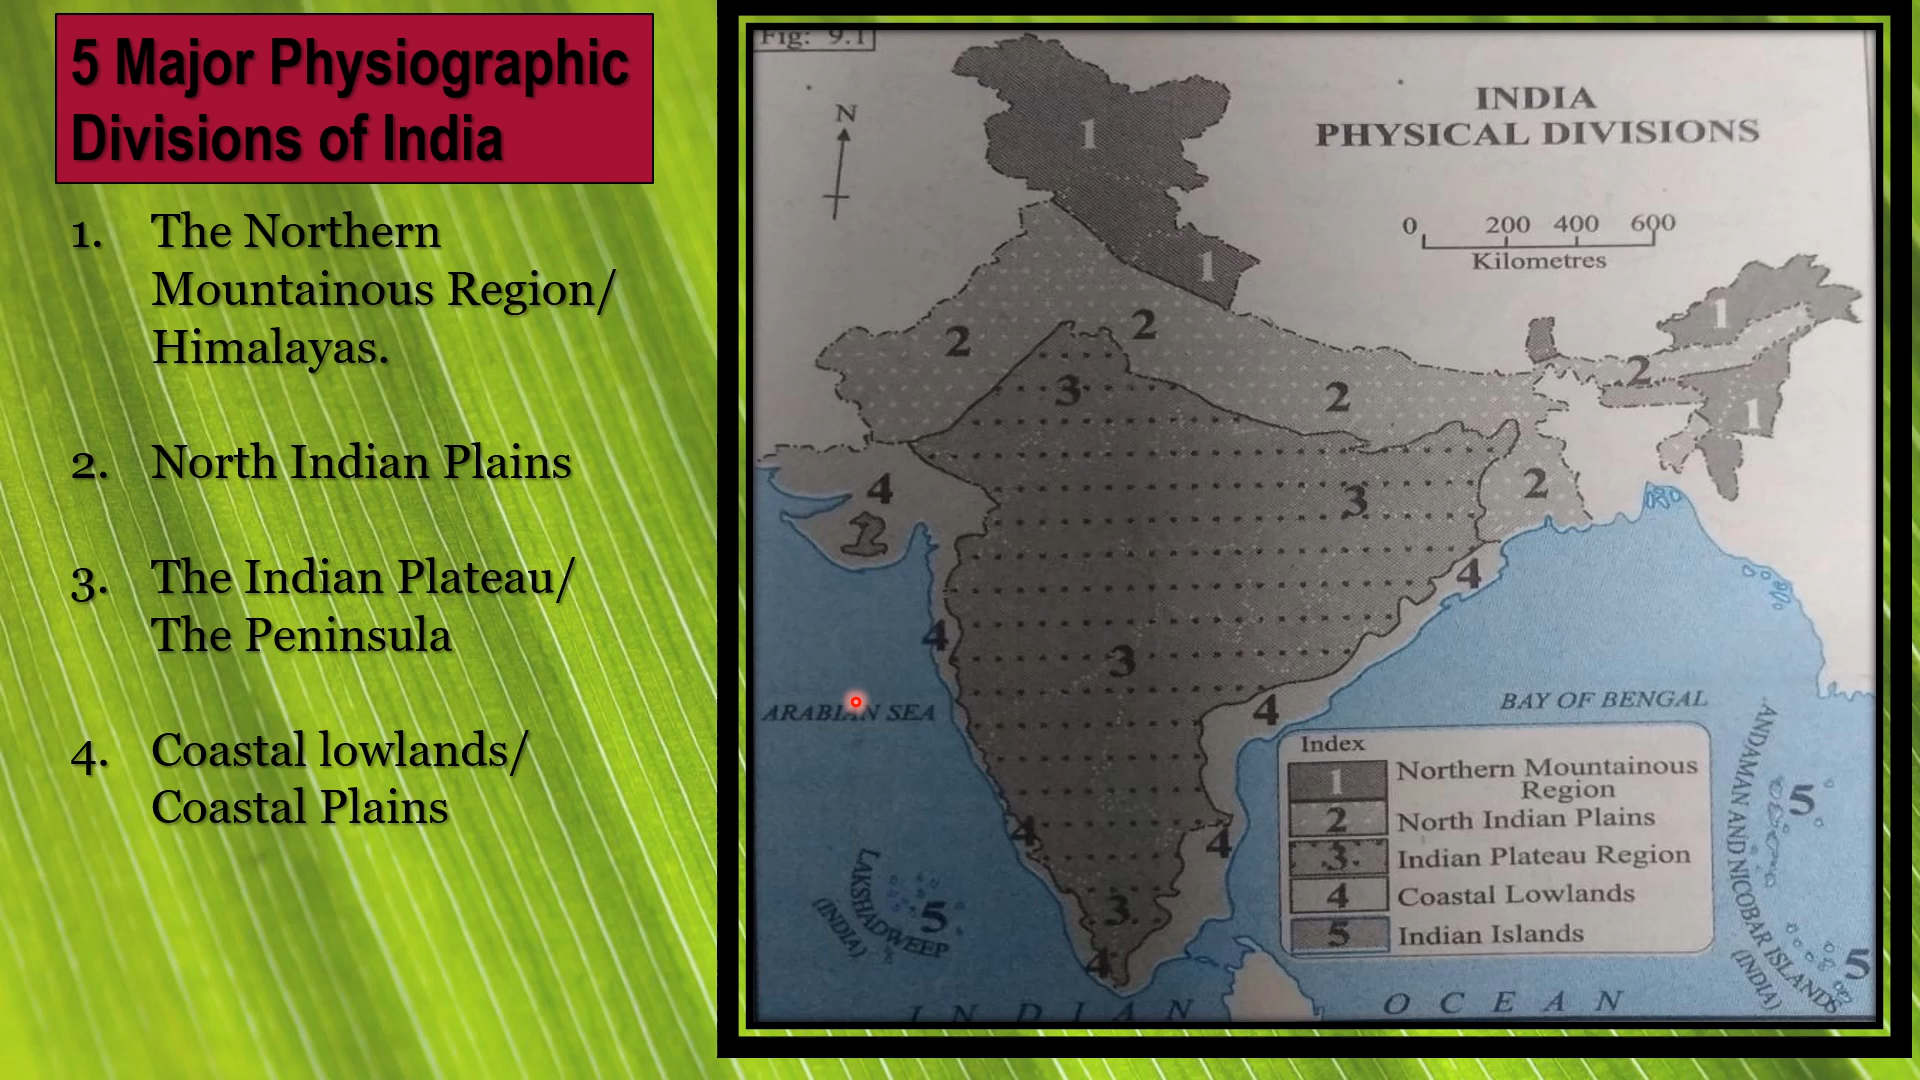 5 Major Physiographic
Divisions of India
1. The Northern
Mountainous Region/
Himalayas.
2. North Indian Plains
3. The Indian Plateau/
The Peninsula
4. Coastal lowlands/
Coastal Plains
Fig: 9.1
N
INDIA
PHYSICAL DIVISIONS
0 200 400 600
Kilometres
1
1
1
2
2
2
3
2
1
4
3
2
4
4
3
ARABIAN SEA
BAY OF BENGAL
4
4
4
3
4
LAKSHADWEEP
(INDIA)
5
Index
1 Northern Mountainous
Region
2 North Indian Plains
3 Indian Plateau Region
4 Coastal Lowlands
5 Indian Islands
ANDAMAN AND NICOBAR ISLANDS
(INDIA)
5
5
INDIAN OCEAN